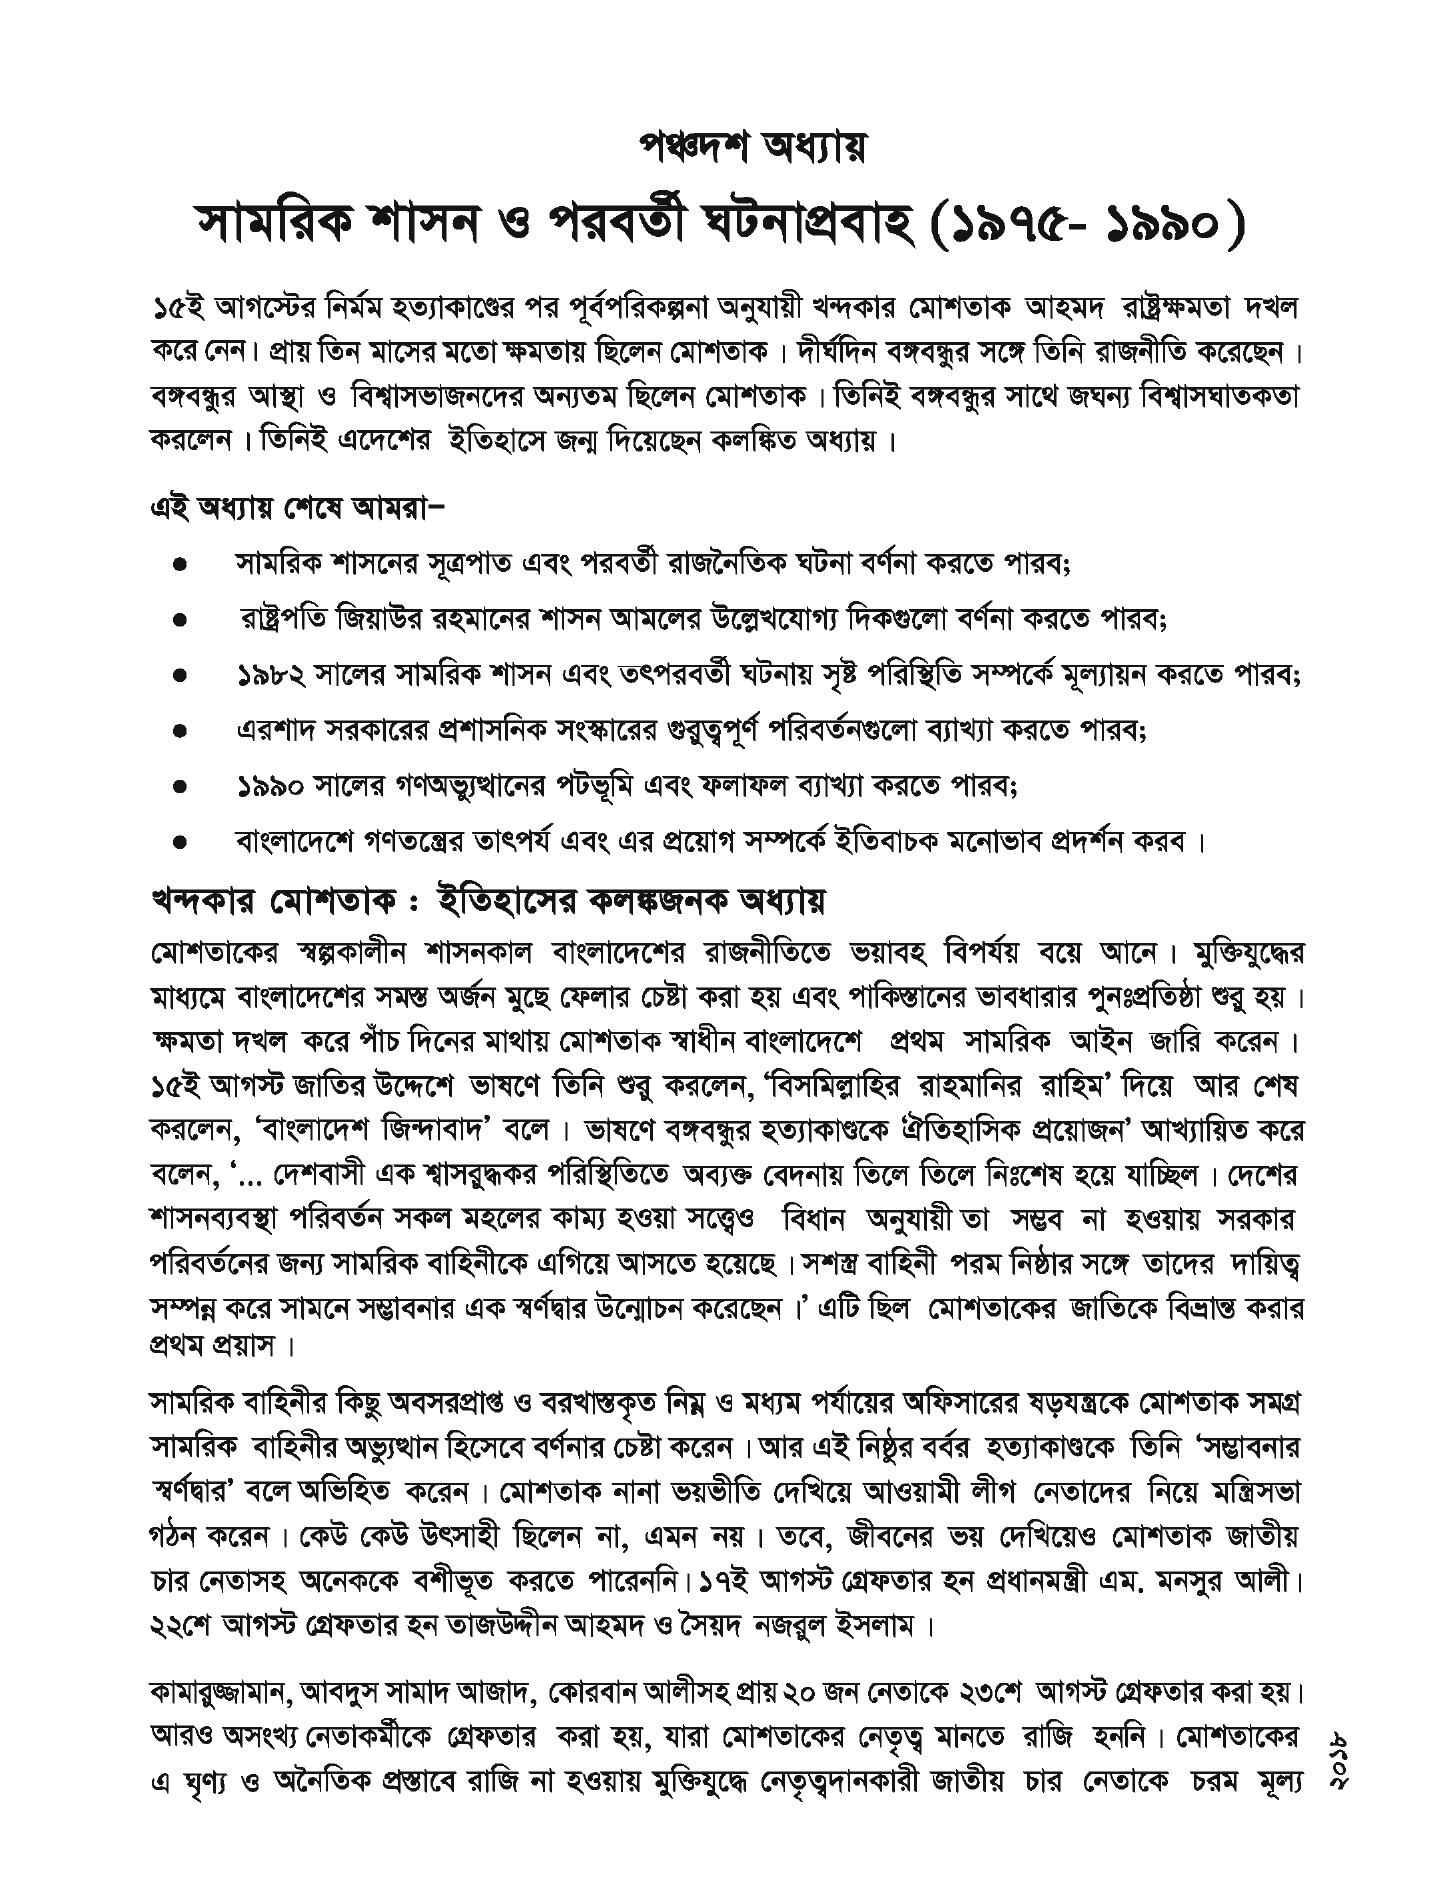 পঞ্চদশ অধ্যায়
সামরিক শাসন ও পরবর্তী ঘটনাপ্রবাহ (১৯৭৫- ১৯৯০)
১৫ই আগস্টের নির্মম হত্যাকাণ্ডের পর পূর্বপরিকল্পনা অনুযায়ী খন্দকার মোশতাক আহমদ রাষ্ট্রক্ষমতা দখল
করে নেন। প্রায় তিন মাসের মতো ক্ষমতায় ছিলেন মোশতাক । দীর্ঘদিন বঙ্গবন্ধুর সঙ্গে তিনি রাজনীতি করেছেন ।
বঙ্গবন্ধুর আস্থা ও বিশ্বাসভাজনদের অন্যতম ছিলেন মোশতাক । তিনিই বঙ্গবন্ধুর সাথে জঘন্য বিশ্বাসঘাতকতা
করলেন । তিনিই এদেশের ইতিহাসে জন্ম দিয়েছেন কলঙ্কিত অধ্যায় ।
এই অধ্যায় শেষে আমরা–
● সামরিক শাসনের সূত্রপাত এবং পরবর্তী রাজনৈতিক ঘটনা বর্ণনা করতে পারব;
● রাষ্ট্রপতি জিয়াউর রহমানের শাসন আমলের উল্লেখযোগ্য দিকগুলো বর্ণনা করতে পারব;
● ১৯৮২ সালের সামরিক শাসন এবং তৎপরবর্তী ঘটনায় সৃষ্ট পরিস্থিতি সম্পর্কে মূল্যায়ন করতে পারব;
● এরশাদ সরকারের প্রশাসনিক সংস্কারের গুরুত্বপূর্ণ পরিবর্তনগুলো ব্যাখ্যা করতে পারব;
● ১৯৯০ সালের গণঅভ্যুত্থানের পটভূমি এবং ফলাফল ব্যাখ্যা করতে পারব;
● বাংলাদেশে গণতন্ত্রের তাৎপর্য এবং এর প্রয়োগ সম্পর্কে ইতিবাচক মনোভাব প্রদর্শন করব ।
খন্দকার মোশতাক : ইতিহাসের কলঙ্কজনক অধ্যায়
মোশতাকের স্বল্পকালীন শাসনকাল বাংলাদেশের রাজনীতিতে ভয়াবহ বিপর্যয় বয়ে আনে । মুক্তিযুদ্ধের
মাধ্যমে বাংলাদেশের সমস্ত অর্জন মুছে ফেলার চেষ্টা করা হয় এবং পাকিস্তানের ভাবধারার পুনঃপ্রতিষ্ঠা শুরু হয় ।
ক্ষমতা দখল করে পাঁচ দিনের মাথায় মোশতাক স্বাধীন বাংলাদেশে প্রথম সামরিক আইন জারি করেন ।
১৫ই আগস্ট জাতির উদ্দেশে ভাষণে তিনি শুরু করলেন, ‘বিসমিল্লাহির রাহমানির রাহিম’ দিয়ে আর শেষ
করলেন, ‘বাংলাদেশ জিন্দাবাদ’ বলে । ভাষণে বঙ্গবন্ধুর হত্যাকাণ্ডকে ‘ঐতিহাসিক প্রয়োজন’ আখ্যায়িত করে
বলেন, ‘... দেশবাসী এক শ্বাসরুদ্ধকর পরিস্থিতিতে অব্যক্ত বেদনায় তিলে তিলে নিঃশেষ হয়ে যাচ্ছিল । দেশের
শাসনব্যবস্থা পরিবর্তন সকল মহলের কাম্য হওয়া সত্ত্বেও বিধান অনুযায়ী তা সম্ভব না হওয়ায় সরকার
পরিবর্তনের জন্য সামরিক বাহিনীকে এগিয়ে আসতে হয়েছে । সশস্ত্র বাহিনী পরম নিষ্ঠার সঙ্গে তাদের দায়িত্ব
সম্পন্ন করে সামনে সম্ভাবনার এক স্বর্ণদ্বার উন্মোচন করেছেন ।’ এটি ছিল মোশতাকের জাতিকে বিভ্রান্ত করার
প্রথম প্রয়াস ।
সামরিক বাহিনীর কিছু অবসরপ্রাপ্ত ও বরখাস্তকৃত নিম্ন ও মধ্যম পর্যায়ের অফিসারের ষড়যন্ত্রকে মোশতাক সমগ্র
সামরিক বাহিনীর অভ্যুত্থান হিসেবে বর্ণনার চেষ্টা করেন । আর এই নিষ্ঠুর বর্বর হত্যাকাণ্ডকে তিনি ‘সম্ভাবনার
স্বর্ণদ্বার’ বলে অভিহিত করেন । মোশতাক নানা ভয়ভীতি দেখিয়ে আওয়ামী লীগ নেতাদের নিয়ে মন্ত্রিসভা
গঠন করেন । কেউ কেউ উৎসাহী ছিলেন না, এমন নয় । তবে, জীবনের ভয় দেখিয়েও মোশতাক জাতীয়
চার নেতাসহ অনেককে বশীভূত করতে পারেননি। ১৭ই আগস্ট গ্রেফতার হন প্রধানমন্ত্রী এম. মনসুর আলী।
২২শে আগস্ট গ্রেফতার হন তাজউদ্দীন আহমদ ও সৈয়দ নজরুল ইসলাম ।
কামারুজ্জামান, আবদুস সামাদ আজাদ, কোরবান আলীসহ প্রায় ২০ জন নেতাকে ২৩শে আগস্ট গ্রেফতার করা হয়।
আরও অসংখ্য নেতাকর্মীকে গ্রেফতার করা হয়, যারা মোশতাকের নেতৃত্ব মানতে রাজি হননি । মোশতাকের
এ ঘৃণ্য ও অনৈতিক প্রস্তাবে রাজি না হওয়ায় মুক্তিযুদ্ধে নেতৃত্বদানকারী জাতীয় চার নেতাকে চরম মূল্য
২০১৮